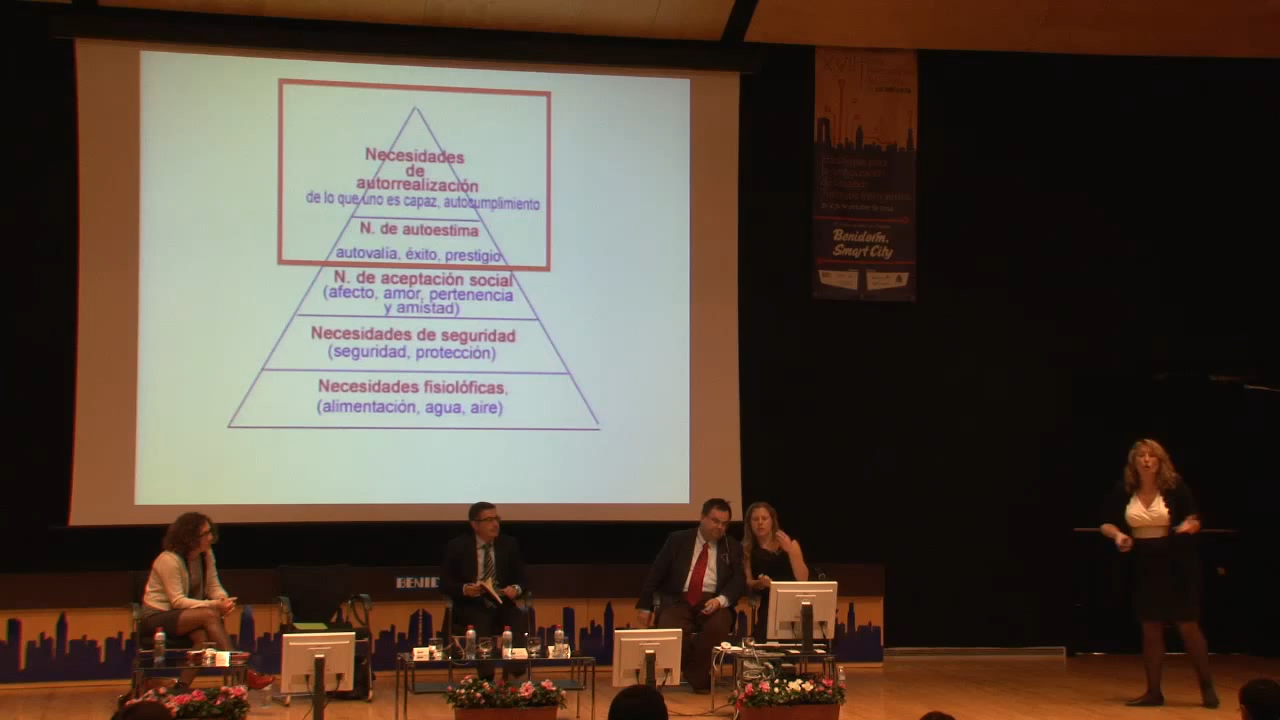 Necesidades
de
autorrealización
de lo que uno es capaz, autocumplimiento
N. de autoestima
autovalía, éxito, prestigio
N. de aceptación social
(afecto, amor, pertenencia
y amistad)
Necesidades de seguridad
(seguridad, protección)
Necesidades fisiolóficas,
(alimentación, agua, aire)
XVII
Benidorm,
Smart City